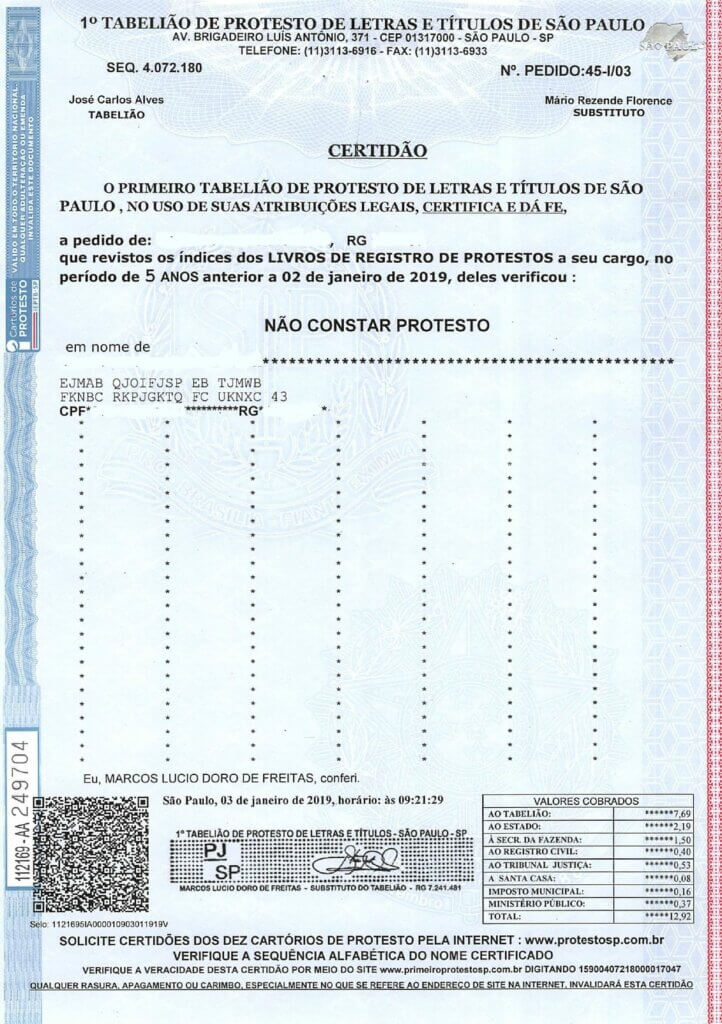 1º TABELIÃO DE PROTESTO DE LETRAS E TÍTULOS DE SÃO PAULO
AV. BRIGADEIRO LUÍS ANTÔNIO, 371 - CEP 01317000 - SÃO PAULO - SP
TELEFONE: (11)3113-6916 - FAX: (11)3113-6933
SÃO PAULO
SEQ. 4.072.180
Nº. PEDIDO:45-I/03
José Carlos Alves
TABELIÃO
Mário Rezende Florence
SUBSTITUTO
VALIDO EM TODO O TERRITÓRIO NACIONAL.
QUALQUER ADULTERAÇÃO OU EMENDA
INVALIDA ESTE DOCUMENTO
Cartórios de
PROTESTO
IEPTB-SP
CERTIDÃO
O PRIMEIRO TABELIÃO DE PROTESTO DE LETRAS E TÍTULOS DE SÃO
PAULO , NO USO DE SUAS ATRIBUIÇÕES LEGAIS, CERTIFICA E DÁ FE,
a pedido de: , RG
que revistos os índices dos LIVROS DE REGISTRO DE PROTESTOS a seu cargo, no
período de 5 ANOS anterior a 02 de janeiro de 2019, deles verificou :
NÃO CONSTAR PROTESTO
em nome de
*********************************************
EJMAB QJOIFJSP EB TJMWB
FKNBC RKPJGKTQ FC UKNXC 43
CPF* **********RG* *
Eu, MARCOS LUCIO DORO DE FREITAS, conferi.
São Paulo, 03 de janeiro de 2019, horário: às 09:21:29
112169-AA 249704
1º TABELIÃO DE PROTESTO DE LETRAS E TÍTULOS - SÃO PAULO - SP
PJ
SP
MARCOS LUCIO DORO DE FREITAS - SUBSTITUTO DO TABELIÃO - RG 7.241.481
Selo: 1121695IA000010903011919V
VALORES COBRADOS
AO TABELIÃO: ******7,69
AO ESTADO: ******2,19
À SECR. DA FAZENDA: ******1,50
AO REGISTRO CIVIL: ******0,40
AO TRIBUNAL JUSTIÇA: ******0,53
A SANTA CASA: ******0,08
IMPOSTO MUNICIPAL: ******0,16
MINISTÉRIO PÚBLICO: ******0,37
TOTAL: *****12,92
SOLICITE CERTIDÕES DOS DEZ CARTÓRIOS DE PROTESTO PELA INTERNET : www.protestosp.com.br
VERIFIQUE A SEQUÊNCIA ALFABÉTICA DO NOME CERTIFICADO
VERIFIQUE A VERACIDADE DESTA CERTIDÃO POR MEIO DO SITE www.primeiroprotestosp.com.br DIGITANDO 15900407218000017047
QUALQUER RASURA, APAGAMENTO OU CARIMBO, ESPECIALMENTE NO QUE SE REFERE AO ENDEREÇO DE SITE NA INTERNET, INVALIDARÁ ESTA CERTIDÃO